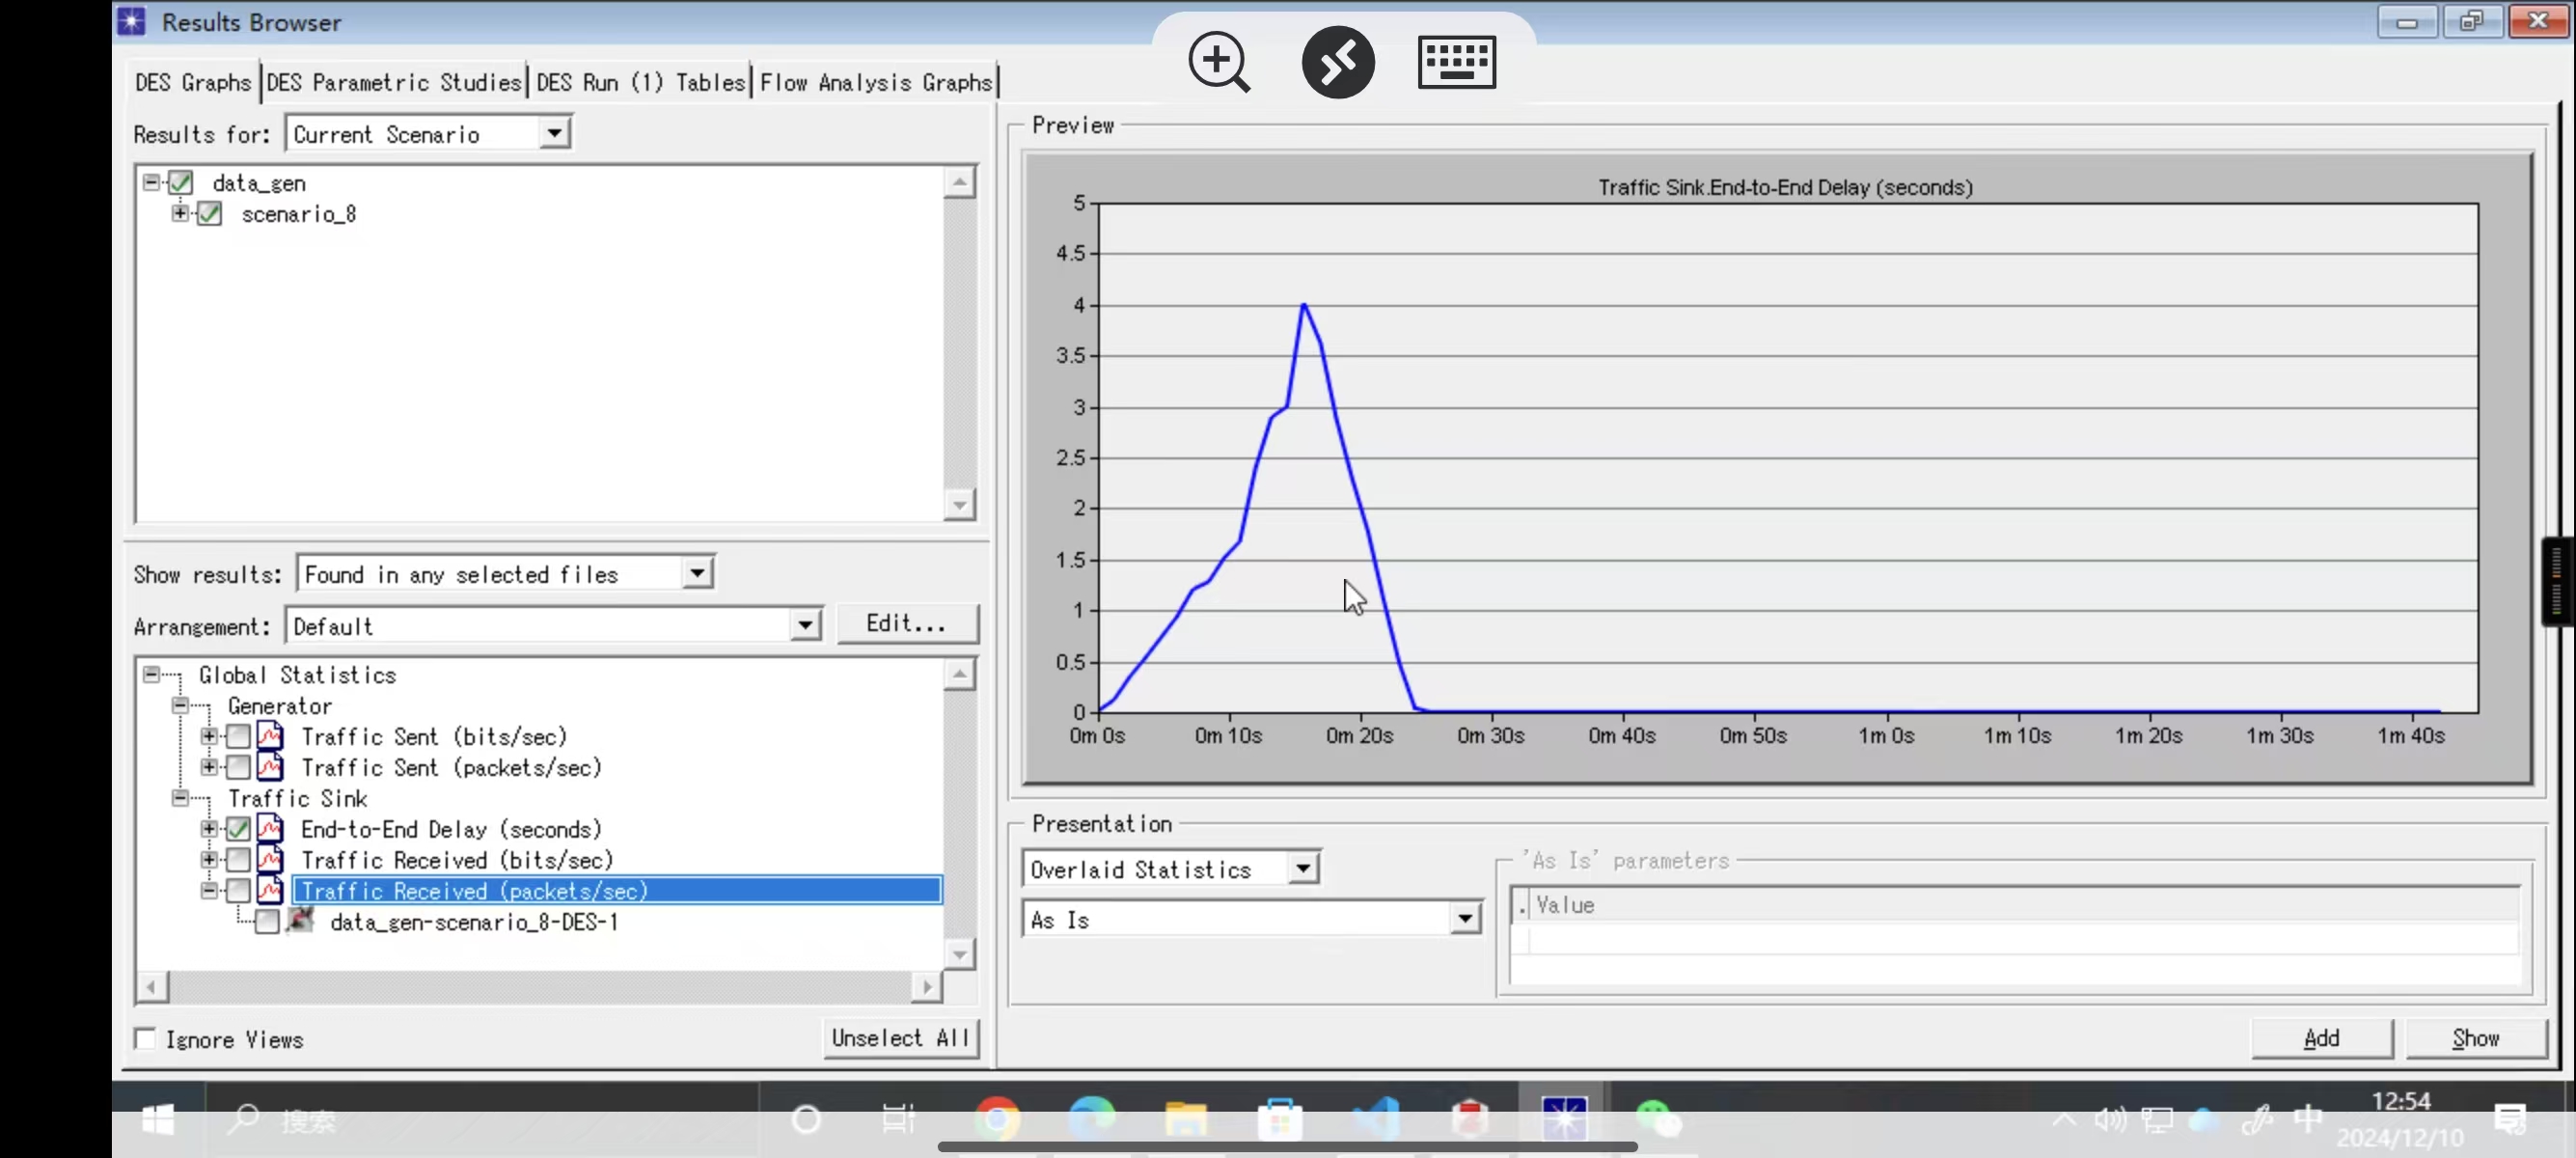 Results Browser
DES Graphs DES Parametric Studies DES Run (1) Tables Flow Analysis Graphs
Results for: Current Scenario
data_gen
scenario_8
Show results: Found in any selected files
Arrangement: Default Edit...
Global Statistics
Generator
Traffic Sent (bits/sec)
Traffic Sent (packets/sec)
Traffic Sink
End-to-End Delay (seconds)
Traffic Received (bits/sec)
Traffic Received (packets/sec)
data_gen-scenario_8-DES-1
Ignore Views Unselect All
Preview
Traffic Sink.End-to-End Delay (seconds)
5
4.5
4
3.5
3
2.5
2
1.5
1
0.5
0
0m 0s 0m 10s 0m 20s 0m 30s 0m 40s 0m 50s 1m 0s 1m 10s 1m 20s 1m 30s 1m 40s
Presentation
Overlaid Statistics
As Is
'As Is' parameters
. Value
Add Show
搜索
中
12:54
2024/12/10